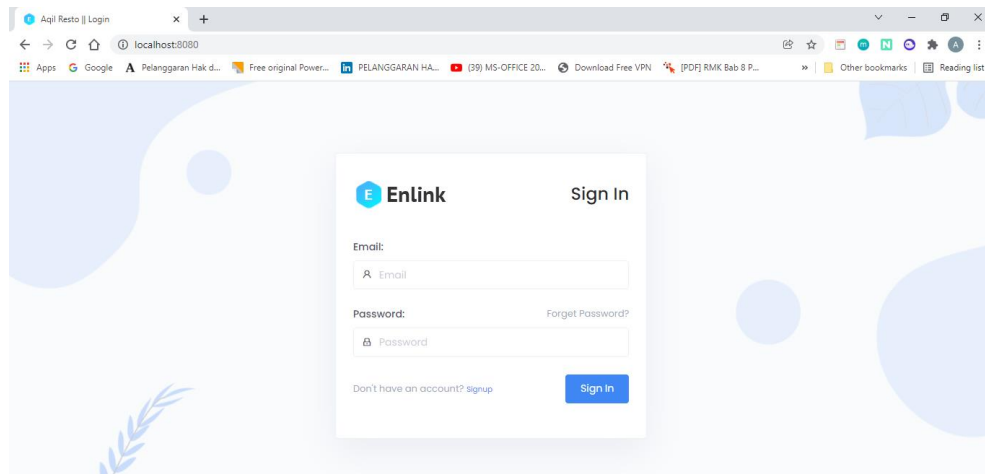 Aqil Resto || Login
localhost:8080
Apps Google Pelanggaran Hak d... Free original Power... PELANGGARAN HA... (39) MS-OFFICE 20... Download Free VPN [PDF] RMK Bab 8 P... » Other bookmarks Reading list
E Enlink Sign In
Email:
Email
Password: Forget Password?
Password
Don't have an account? Signup Sign In